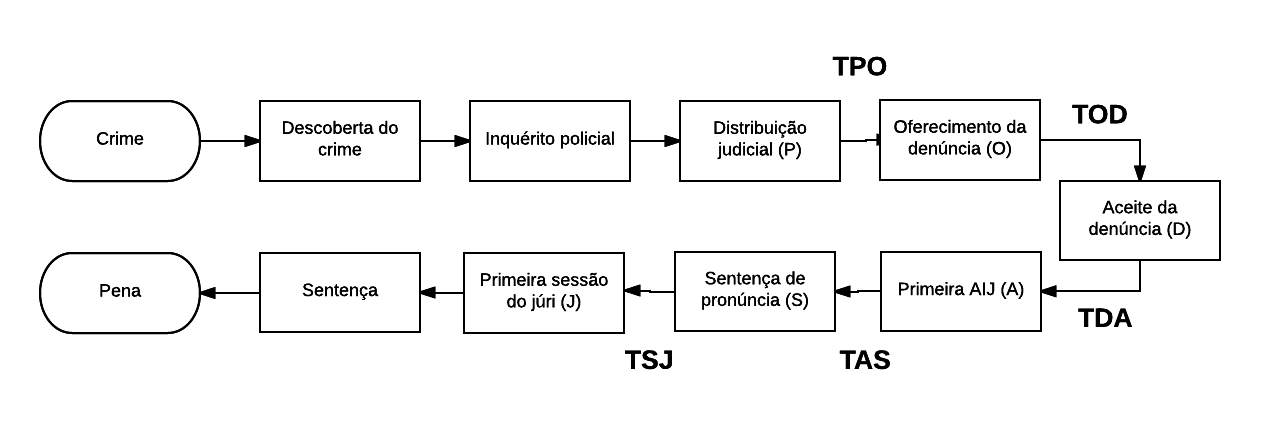 TPO
Crime
Descoberta do
crime
Inquérito policial
Distribuição
judicial (P)
Oferecimento da
denúncia (O)
TOD
Aceite da
denúncia (D)
TDA
Primeira AIJ (A)
TAS
Sentença de
pronúncia (S)
TSJ
Primeira sessão
do júri (J)
Sentença
Pena